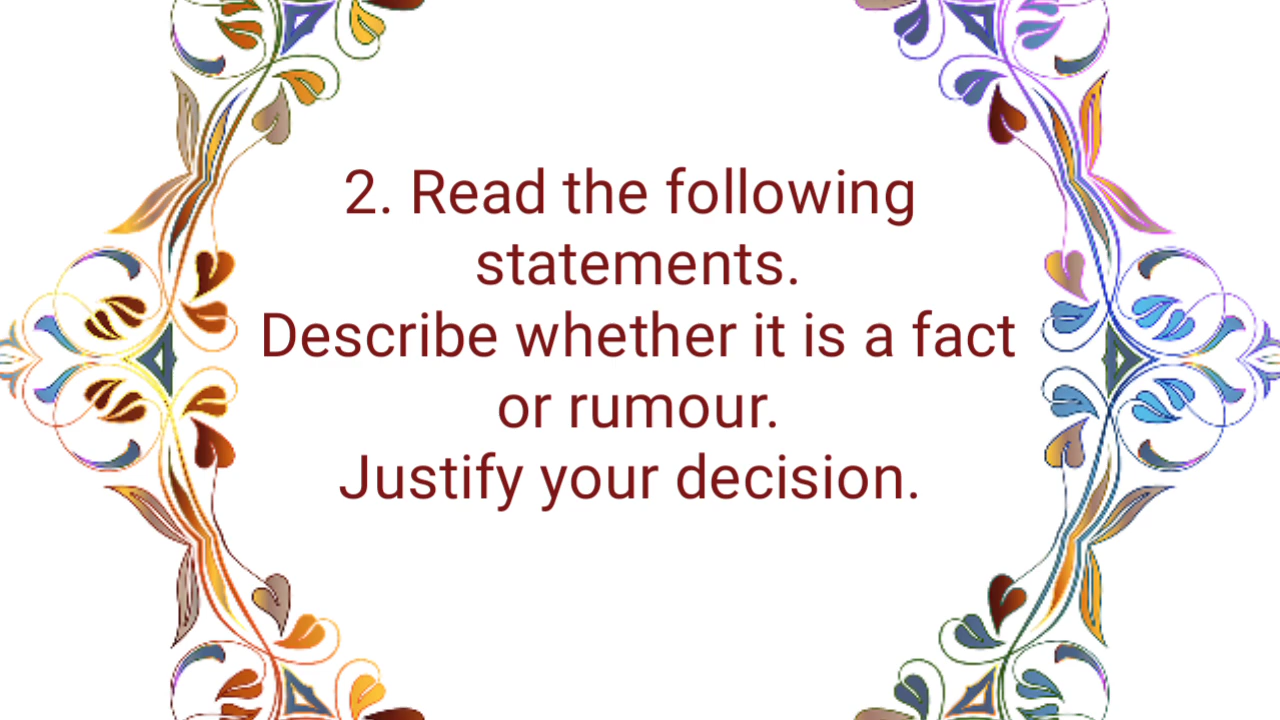 2. Read the following
statements.
Describe whether it is a fact
or rumour.
Justify your decision.